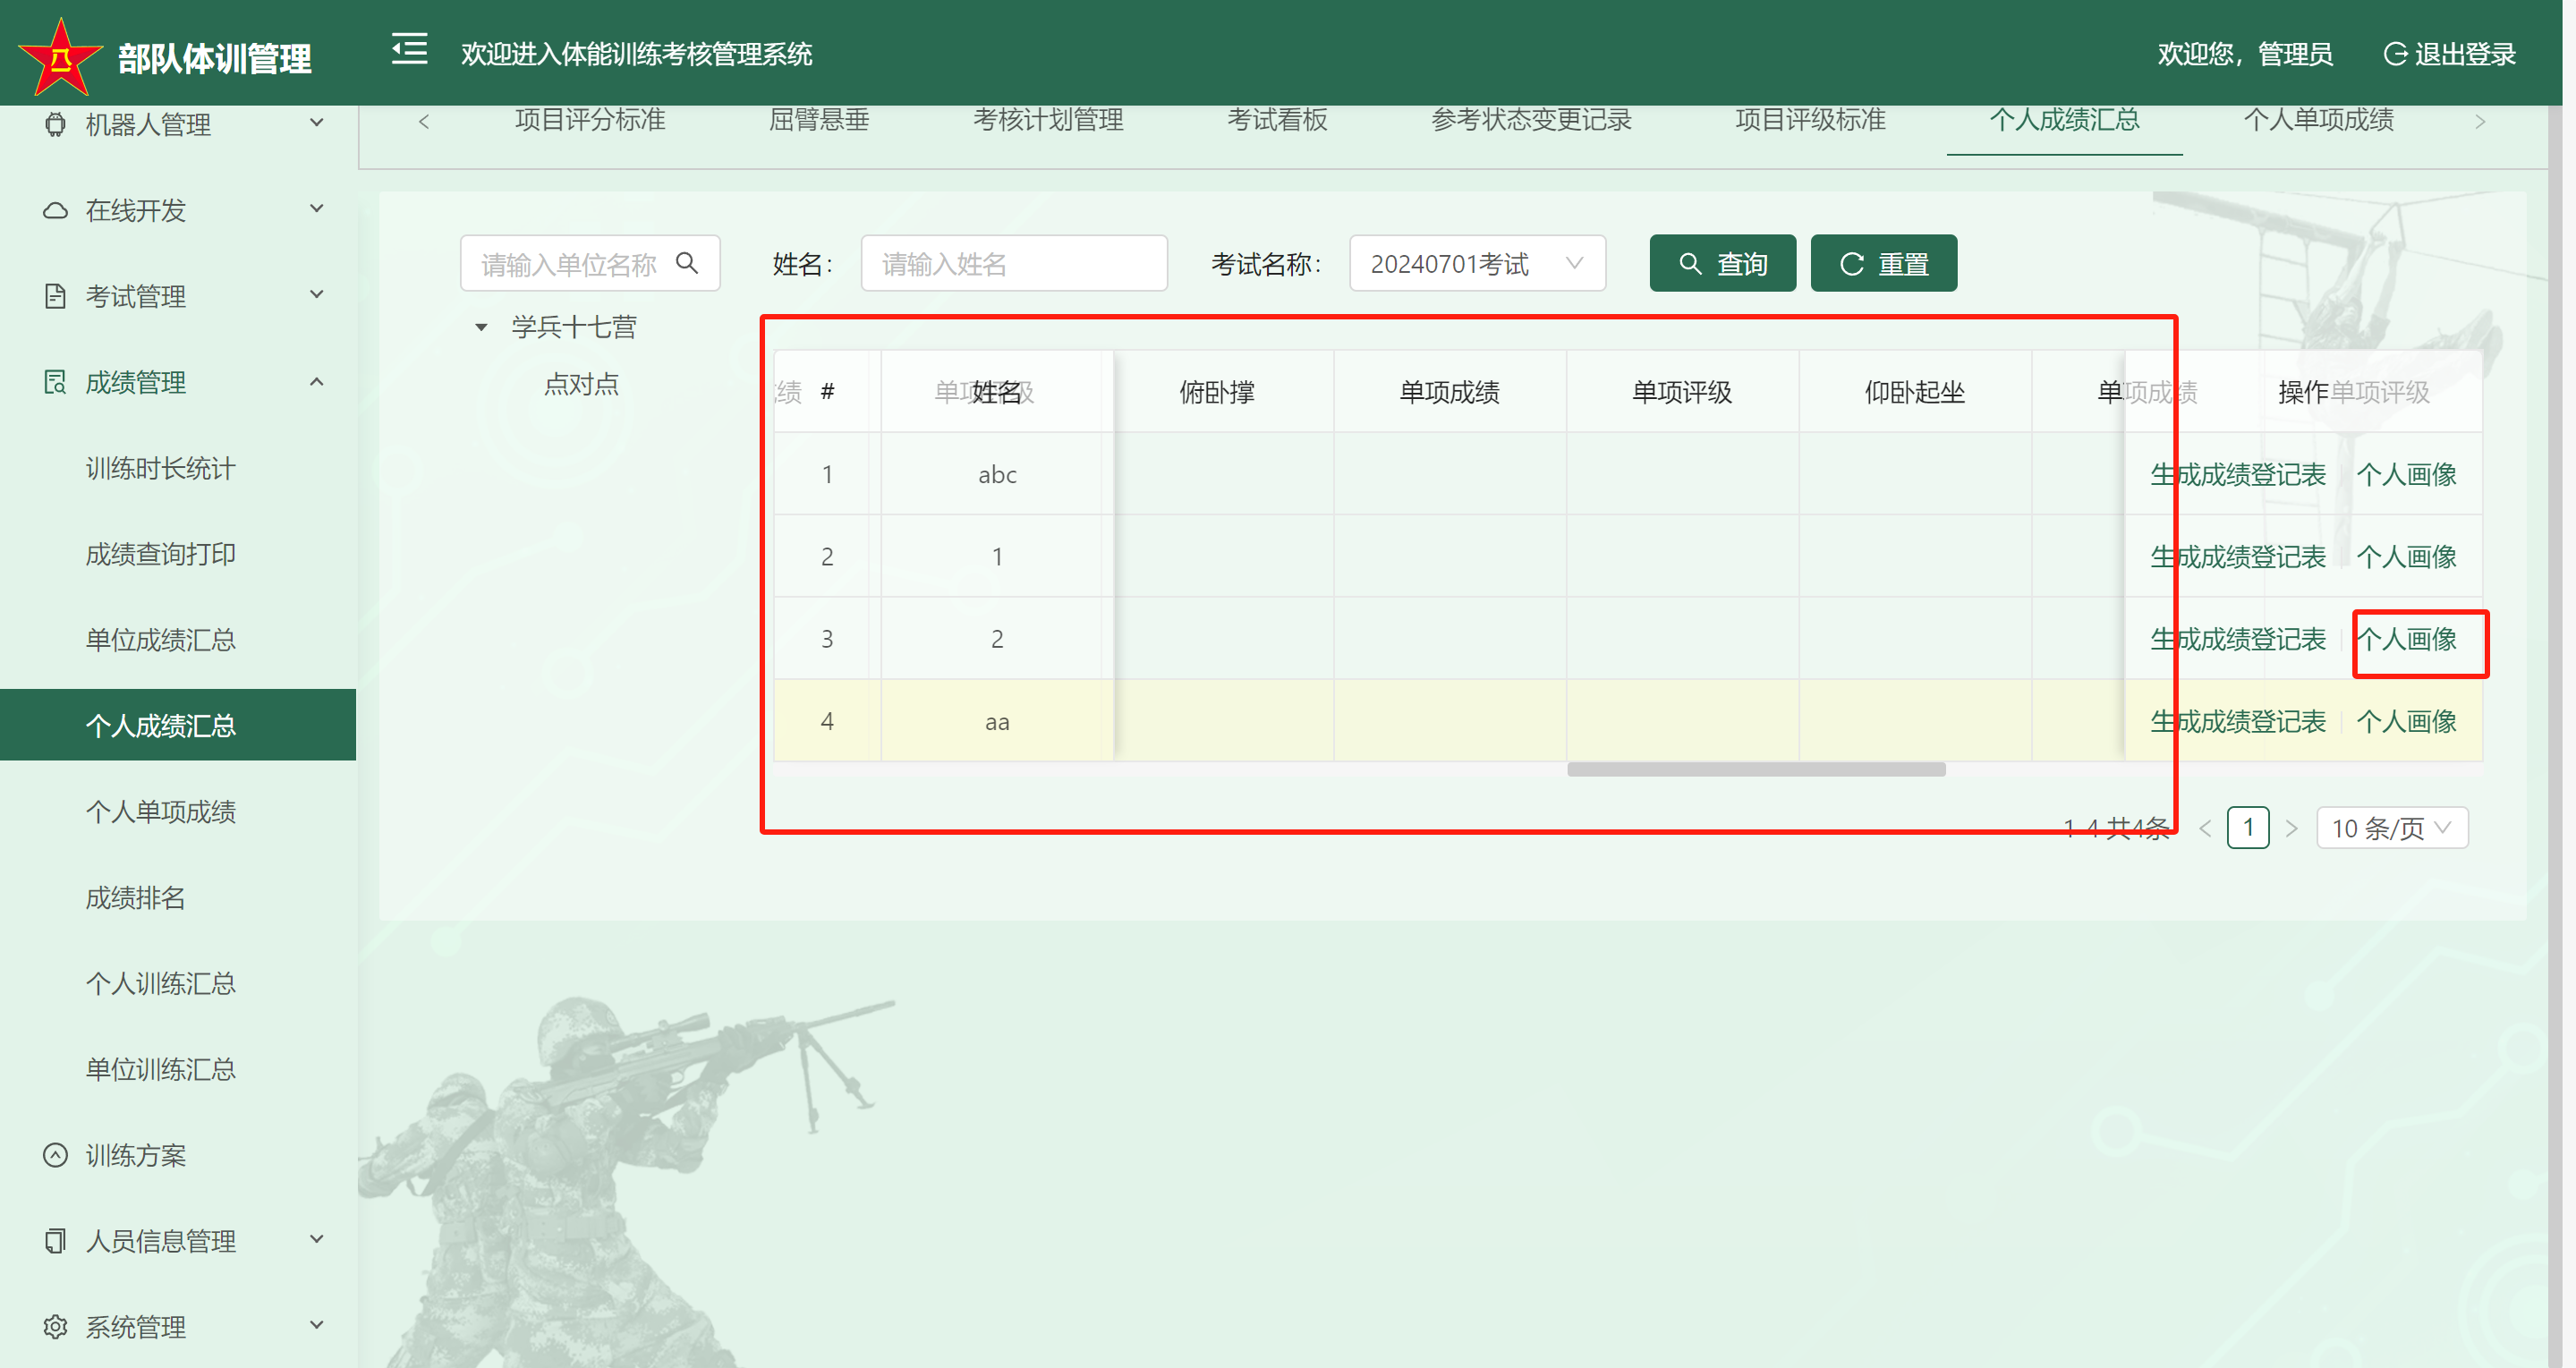 八
部队体训管理
欢迎进入体能训练考核管理系统
欢迎您，管理员
退出登录
机器人管理
在线开发
考试管理
成绩管理
训练时长统计
成绩查询打印
单位成绩汇总
个人成绩汇总
个人单项成绩
成绩排名
个人训练汇总
单位训练汇总
训练方案
人员信息管理
系统管理
项目评分标准 屈臂悬垂 考核计划管理 考试看板 参考状态变更记录 项目评级标准 个人成绩汇总 个人单项成绩
请输入单位名称
姓名： 请输入姓名 考试名称： 20240701考试 查询 重置
学兵十七营
点对点
绩 # 单项评级 姓名 俯卧撑 单项成绩 单项评级 仰卧起坐 单项成绩 操作 单项评级
1 abc 生成成绩登记表 个人画像
2 1 生成成绩登记表 个人画像
3 2 生成成绩登记表 个人画像
4 aa 生成成绩登记表 个人画像
1-4 共4条 1 10 条/页